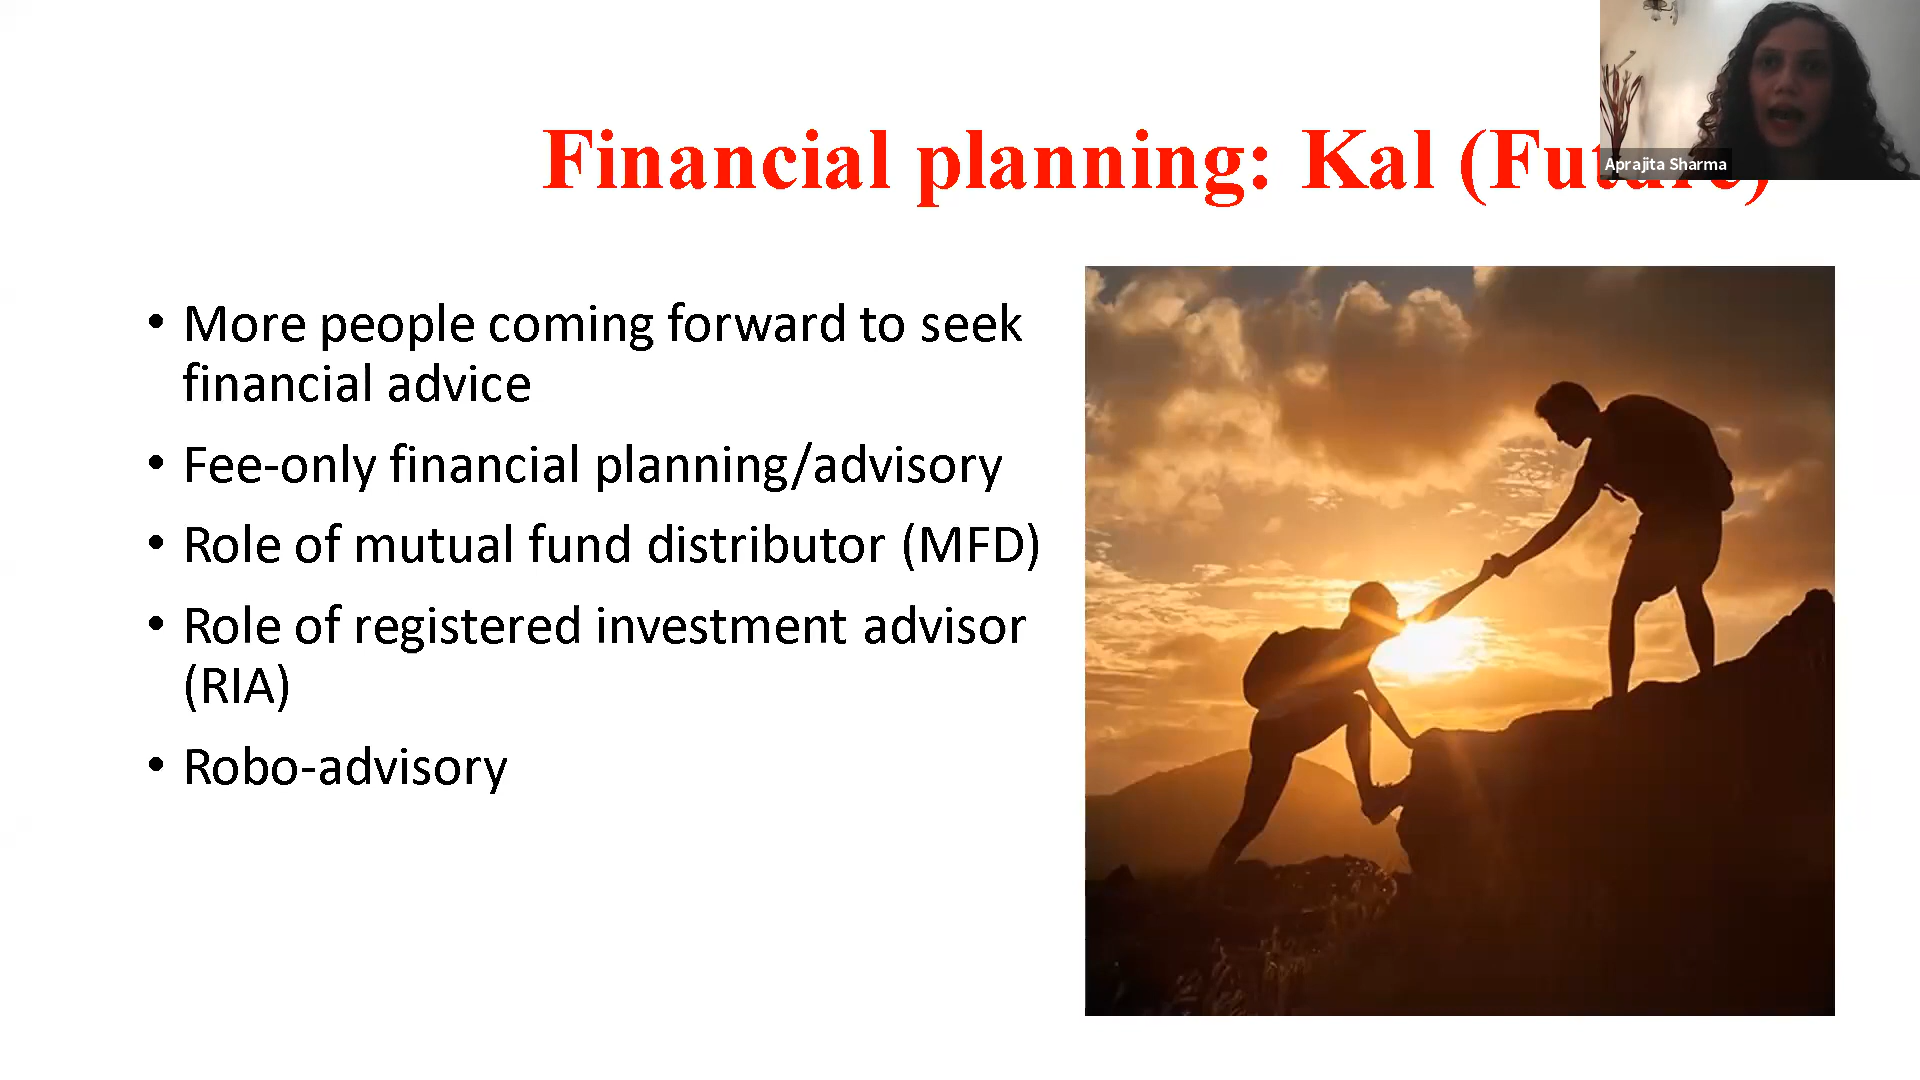 Financial planning: Kal (Future)
Aprajita Sharma
• More people coming forward to seek
financial advice
• Fee-only financial planning/advisory
• Role of mutual fund distributor (MFD)
• Role of registered investment advisor
(RIA)
• Robo-advisory